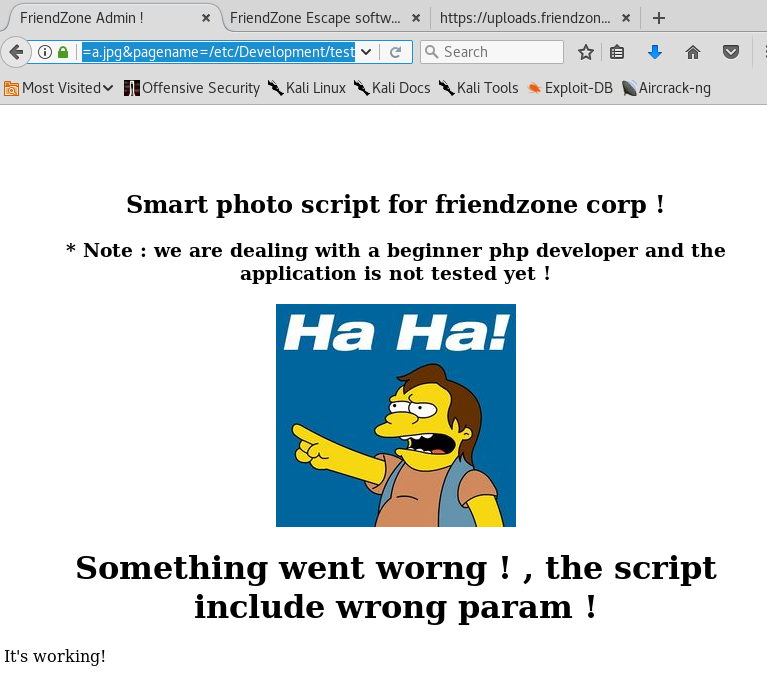 FriendZone Admin !
FriendZone Escape softw...
https://uploads.friendzon...
=a.jpg&pagename=/etc/Development/test
Search
Most Visited
Offensive Security
Kali Linux
Kali Docs
Kali Tools
Exploit-DB
Aircrack-ng
Smart photo script for friendzone corp !
* Note : we are dealing with a beginner php developer and the
application is not tested yet !
Ha Ha!
Something went worng ! , the script
include wrong param !
It's working!